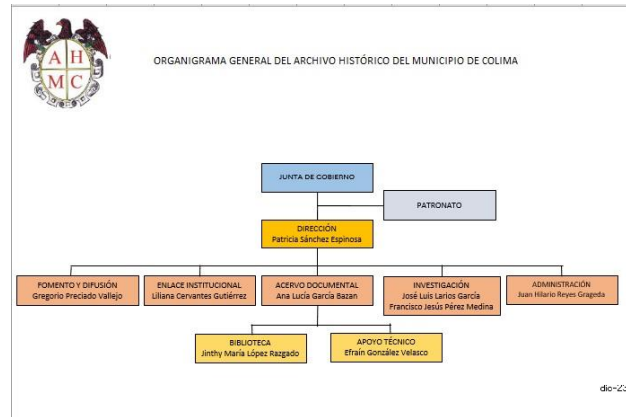 A H
M C
ORGANIGRAMA GENERAL DEL ARCHIVO HISTÓRICO DEL MUNICIPIO DE COLIMA
JUNTA DE GOBIERNO
PATRONATO
DIRECCIÓN
Patricia Sánchez Espinosa
FOMENTO Y DIFUSIÓN
Gregorio Preciado Vallejo
ENLACE INSTITUCIONAL
Liliana Cervantes Gutiérrez
ACERVO DOCUMENTAL
Ana Lucía García Bazan
INVESTIGACIÓN
José Luis Larios García
Francisco Jesús Pérez Medina
ADMINISTRACIÓN
Juan Hilario Reyes Grageda
BIBLIOTECA
Jinthy María López Razgado
APOYO TÉCNICO
Efraín González Velasco
dic-23